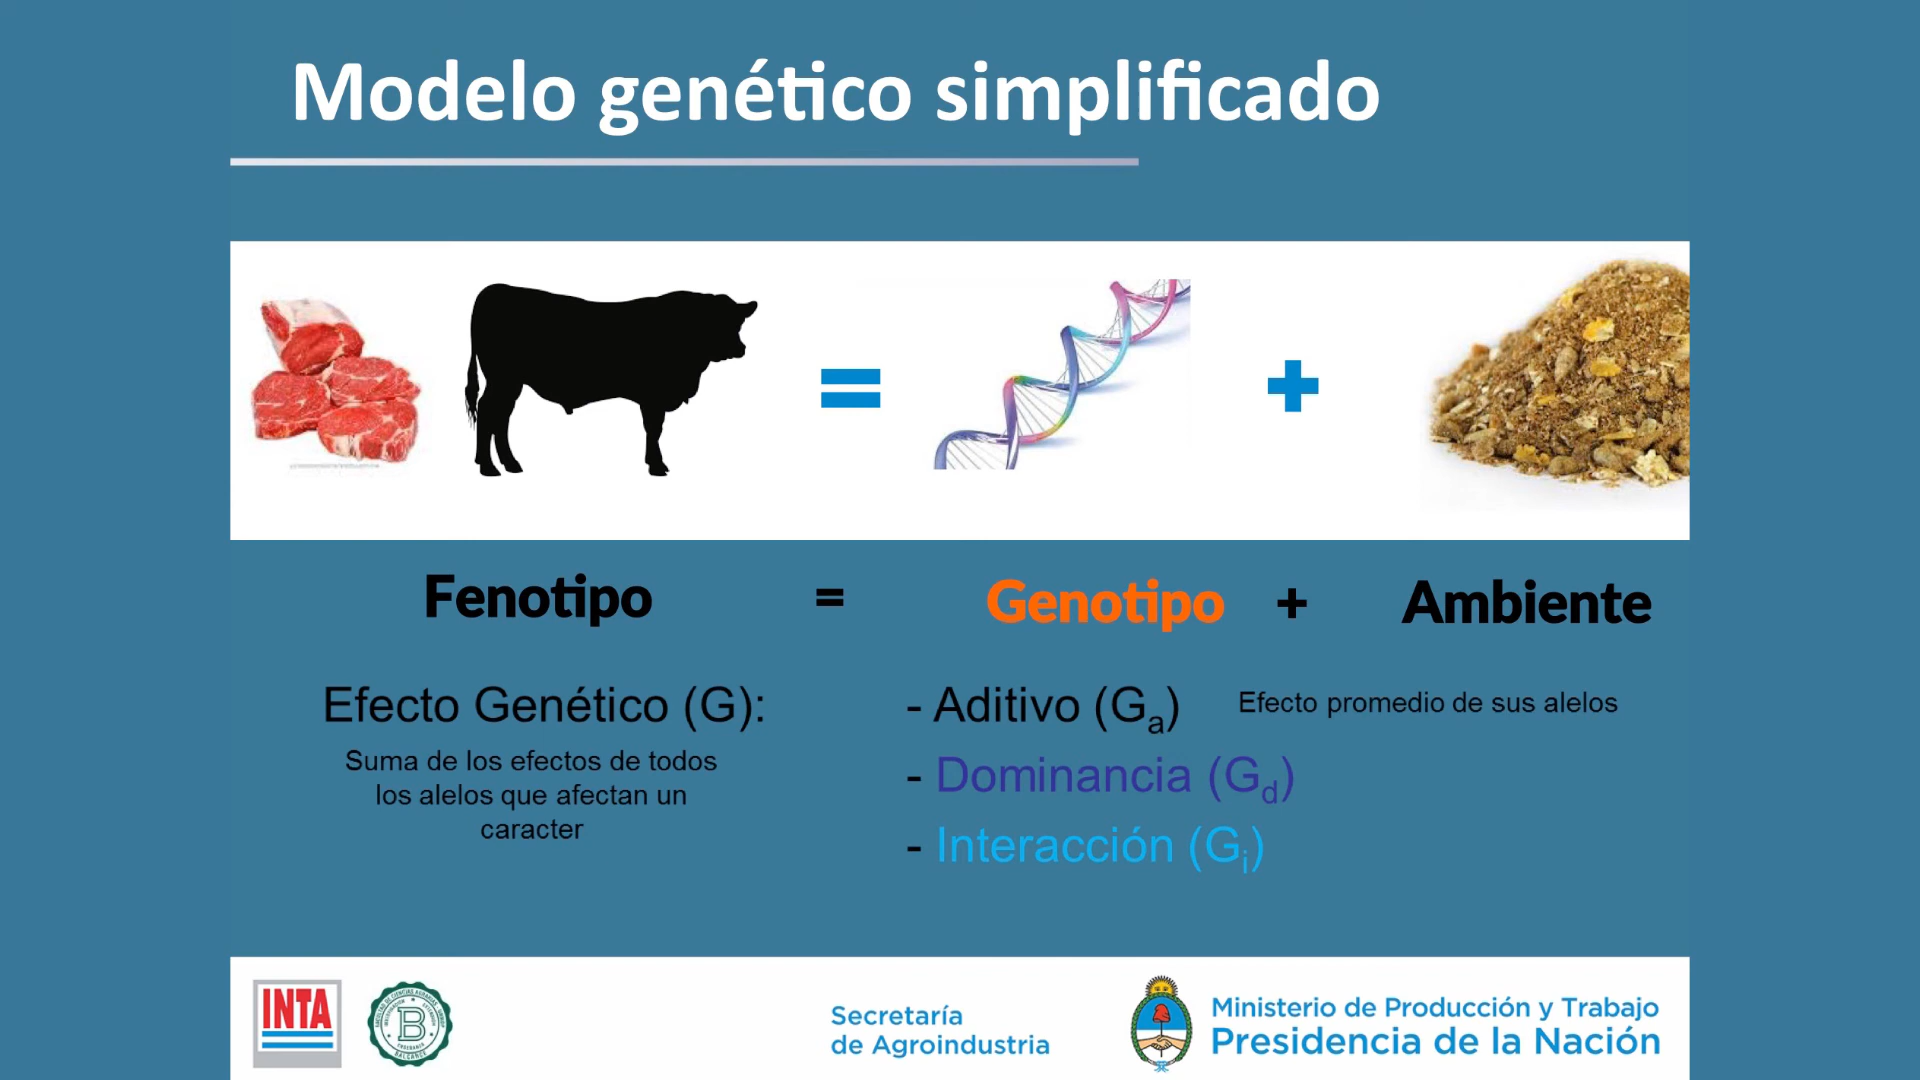 Modelo genético simplificado
=
+
Fenotipo = Genotipo + Ambiente
Efecto Genético (G):
Suma de los efectos de todos
los alelos que afectan un
caracter
- Aditivo (Ga) Efecto promedio de sus alelos
- Dominancia (Gd)
- Interacción (Gi)
INTA
B
BALCARCE
Secretaría
de Agroindustria
Ministerio de Producción y Trabajo
Presidencia de la Nación